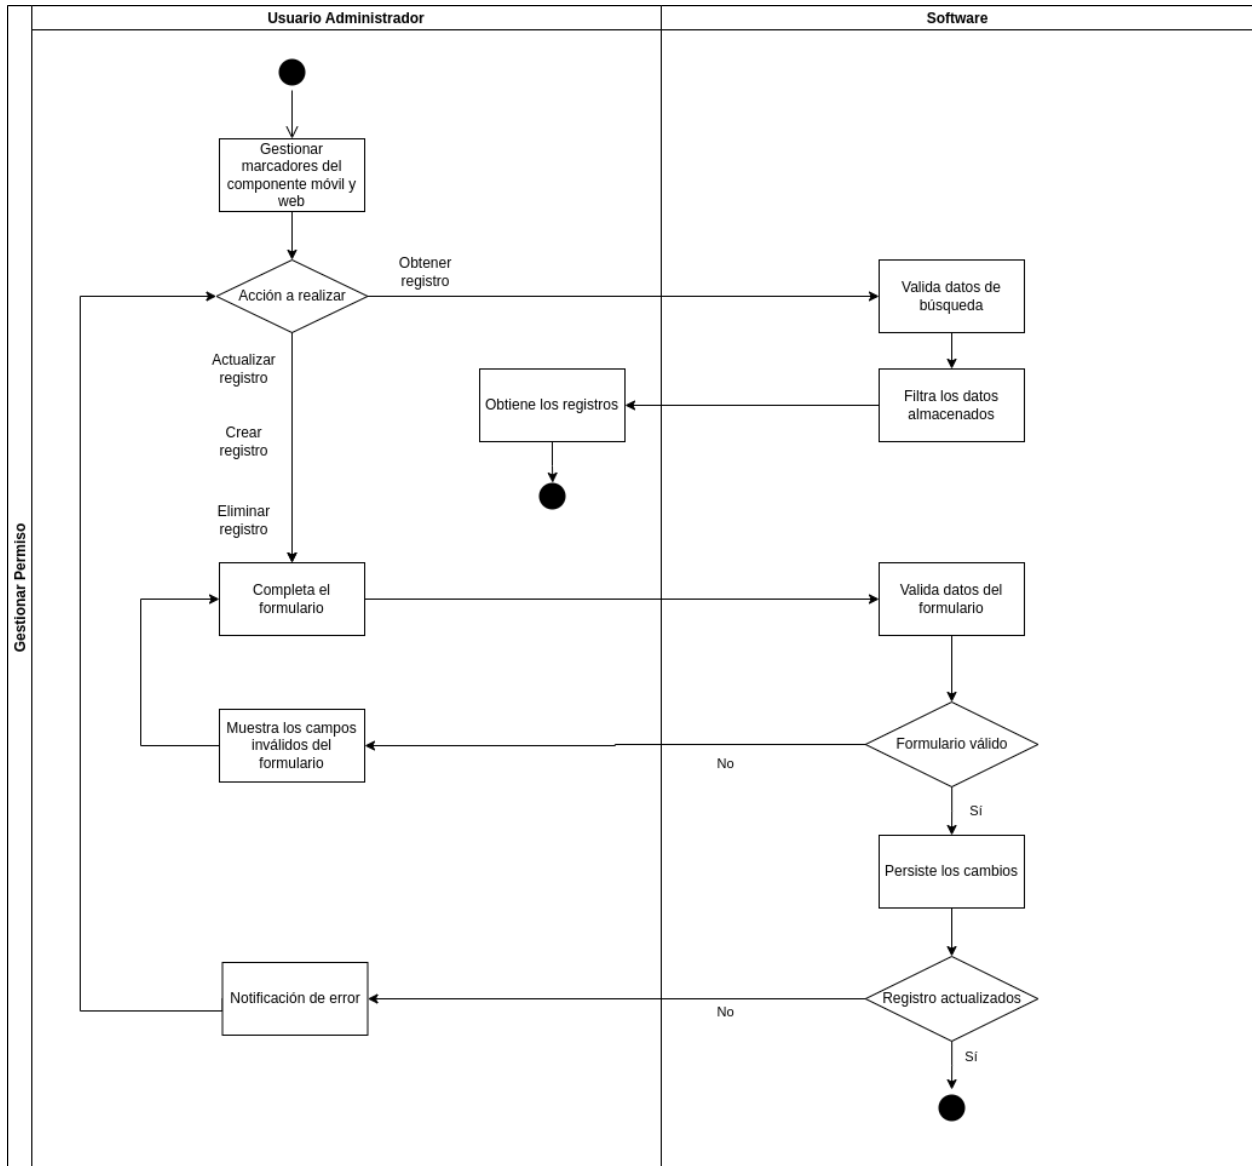 Usuario Administrador
Software
Gestionar Permiso
Gestionar
marcadores del
componente móvil y
web
Acción a realizar
Obtener
registro
Valida datos de
búsqueda
Actualizar
registro
Filtra los datos
almacenados
Obtiene los registros
Crear
registro
Eliminar
registro
Completa el
formulario
Valida datos del
formulario
Muestra los campos
inválidos del
formulario
Formulario válido
No
Sí
Persiste los cambios
Notificación de error
Registro actualizados
No
Sí